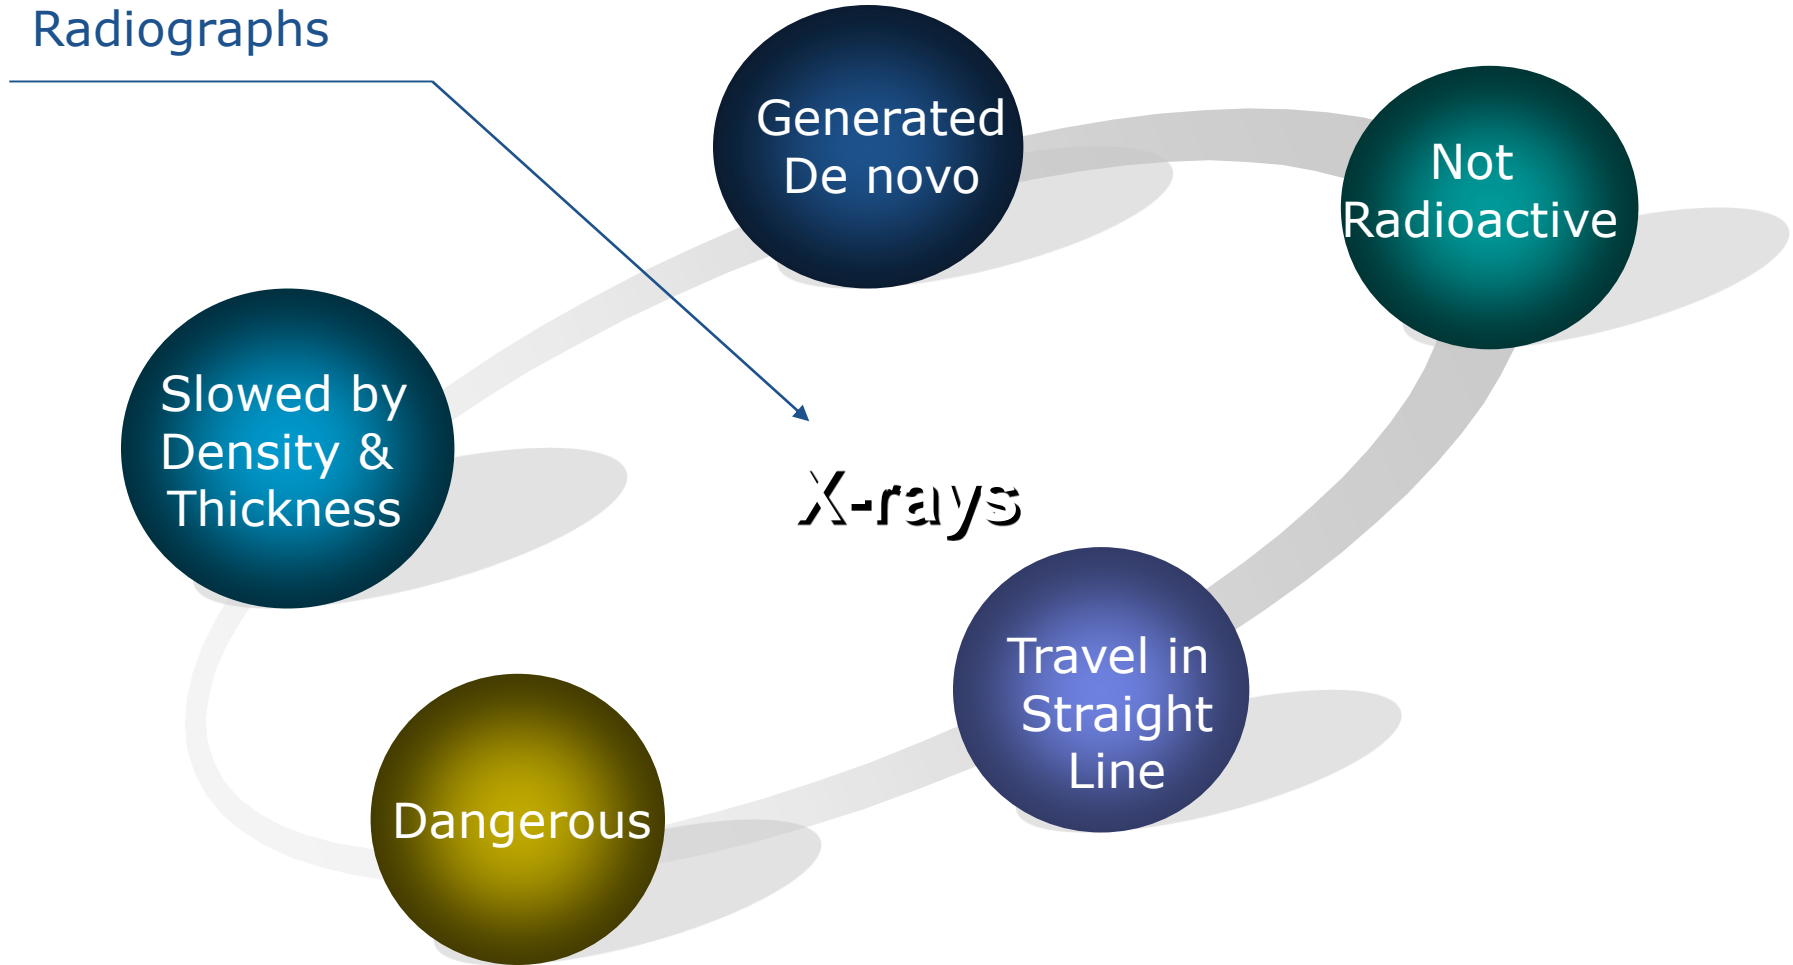 Radiographs
Generated
De novo
Not
Radioactive
Slowed by
Density &
Thickness
X-rays
Travel in
Straight
Line
Dangerous